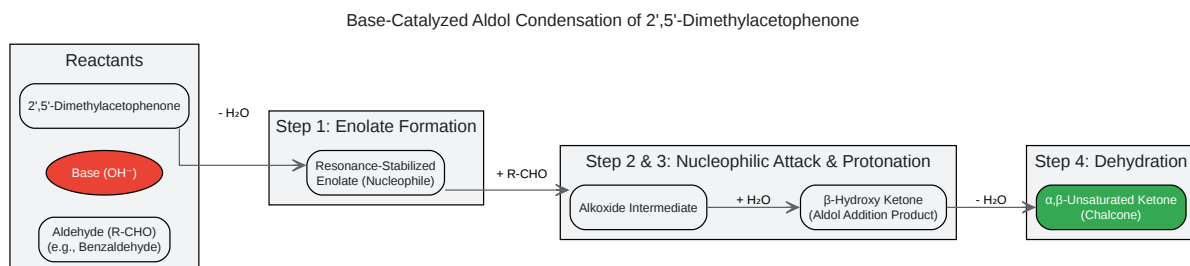 Base-Catalyzed Aldol Condensation of 2',5'-Dimethylacetophenone
Reactants
2',5'-Dimethylacetophenone
Base (OH⁻)
Aldehyde (R-CHO)
(e.g., Benzaldehyde)
- H₂O
Step 1: Enolate Formation
Resonance-Stabilized
Enolate (Nucleophile)
+ R-CHO
Step 2 & 3: Nucleophilic Attack & Protonation
Alkoxide Intermediate
+ H₂O
β-Hydroxy Ketone
(Aldol Addition Product)
- H₂O
Step 4: Dehydration
α,β-Unsaturated Ketone
(Chalcone)